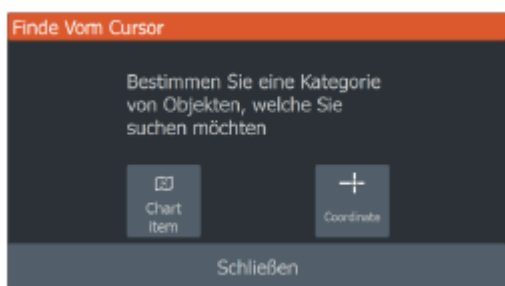 Finde Vom Cursor
Bestimmen Sie eine Kategorie
von Objekten, welche Sie
suchen möchten
Chart
item
Coordinate
Schließen